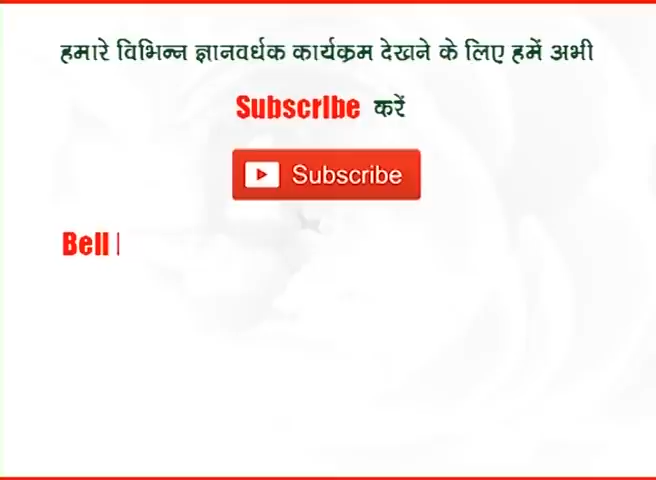 हमारे विभिन्न ज्ञानवर्धक कार्यक्रम देखने के लिए हमें अभी
Subscribe करें
Subscribe
Bell